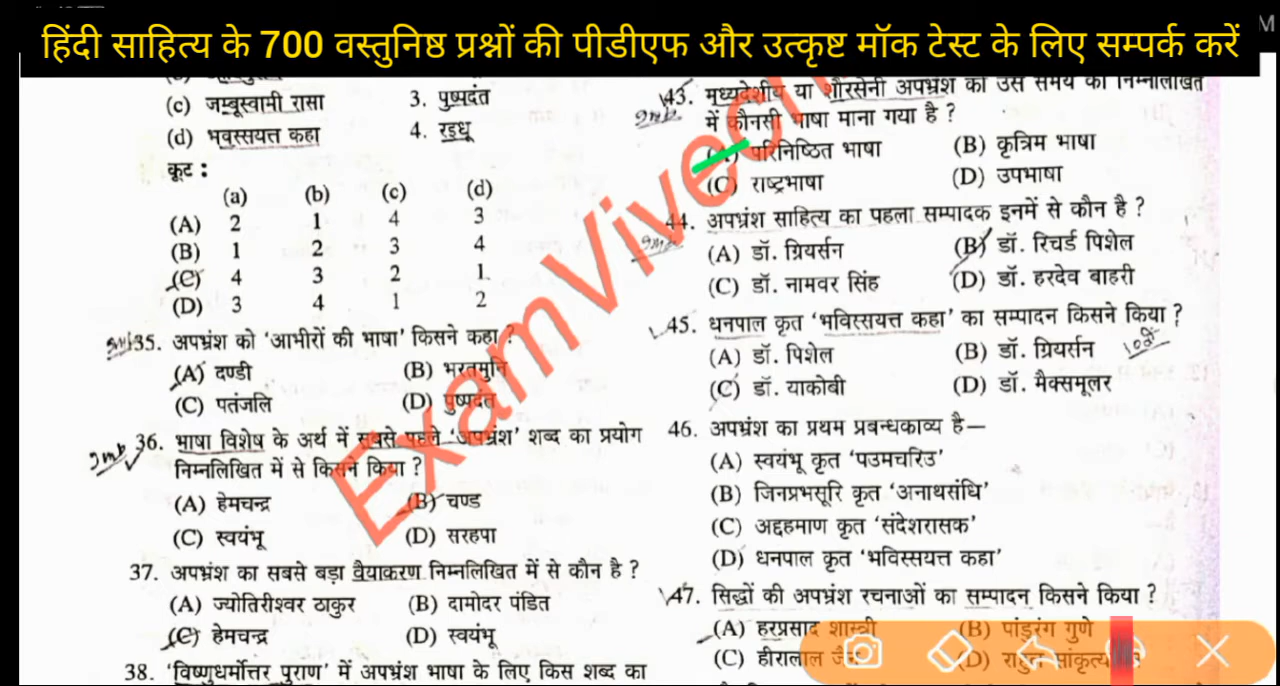 हिंदी साहित्य के 700 वस्तुनिष्ठ प्रश्नों की पीडीएफ और उत्कृष्ट मॉक टेस्ट के लिए सम्पर्क करें
(c) जम्बूस्वामी रासा 3. पुष्पदंत
(d) भवस्सयत्त कहा 4. रइधू
कूट :
(a) (b) (c) (d)
(A) 2 1 4 3
(B) 1 2 3 4
(C) 4 3 2 1
(D) 3 4 1 2
35. अपभ्रंश को 'आभीरों की भाषा' किसने कहा ?
(A) दण्डी (B) भरतमुनि
(C) पतंजलि (D) पुष्पदंत
36. भाषा विशेष के अर्थ में सबसे पहले 'अपभ्रंश' शब्द का प्रयोग
निम्नलिखित में से किसने किया ?
(A) हेमचन्द्र (B) चण्ड
(C) स्वयंभू (D) सरहपा
37. अपभ्रंश का सबसे बड़ा वैयाकरण निम्नलिखित में से कौन है ?
(A) ज्योतिरीश्वर ठाकुर (B) दामोदर पंडित
(C) हेमचन्द्र (D) स्वयंभू
38. 'विष्णुधर्मोत्तर पुराण' में अपभ्रंश भाषा के लिए किस शब्द का
43. मध्यदेशीय या शौरसेनी अपभ्रंश को उस समय की निम्नलिखित
में कौनसी भाषा माना गया है ?
(A) परिनिष्ठित भाषा (B) कृत्रिम भाषा
(C) राष्ट्रभाषा (D) उपभाषा
44. अपभ्रंश साहित्य का पहला सम्पादक इनमें से कौन है ?
(A) डॉ. ग्रियर्सन (B) डॉ. रिचर्ड पिशेल
(C) डॉ. नामवर सिंह (D) डॉ. हरदेव बाहरी
45. धनपाल कृत 'भविस्सयत्त कहा' का सम्पादन किसने किया ?
(A) डॉ. पिशेल (B) डॉ. ग्रियर्सन
(C) डॉ. याकोबी (D) डॉ. मैक्समूलर
46. अपभ्रंश का प्रथम प्रबन्धकाव्य है—
(A) स्वयंभू कृत 'पउमचरिउ'
(B) जिनप्रभसूरि कृत 'अनाथसंधि'
(C) अद्दहमाण कृत 'संदेशरासक'
(D) धनपाल कृत 'भविस्सयत्त कहा'
47. सिद्धों की अपभ्रंश रचनाओं का सम्पादन किसने किया ?
(A) हरप्रसाद शास्त्री (B) पांडुरंग गुणे
(C) हीरालाल जैन (D) राहुल
ExamVivech